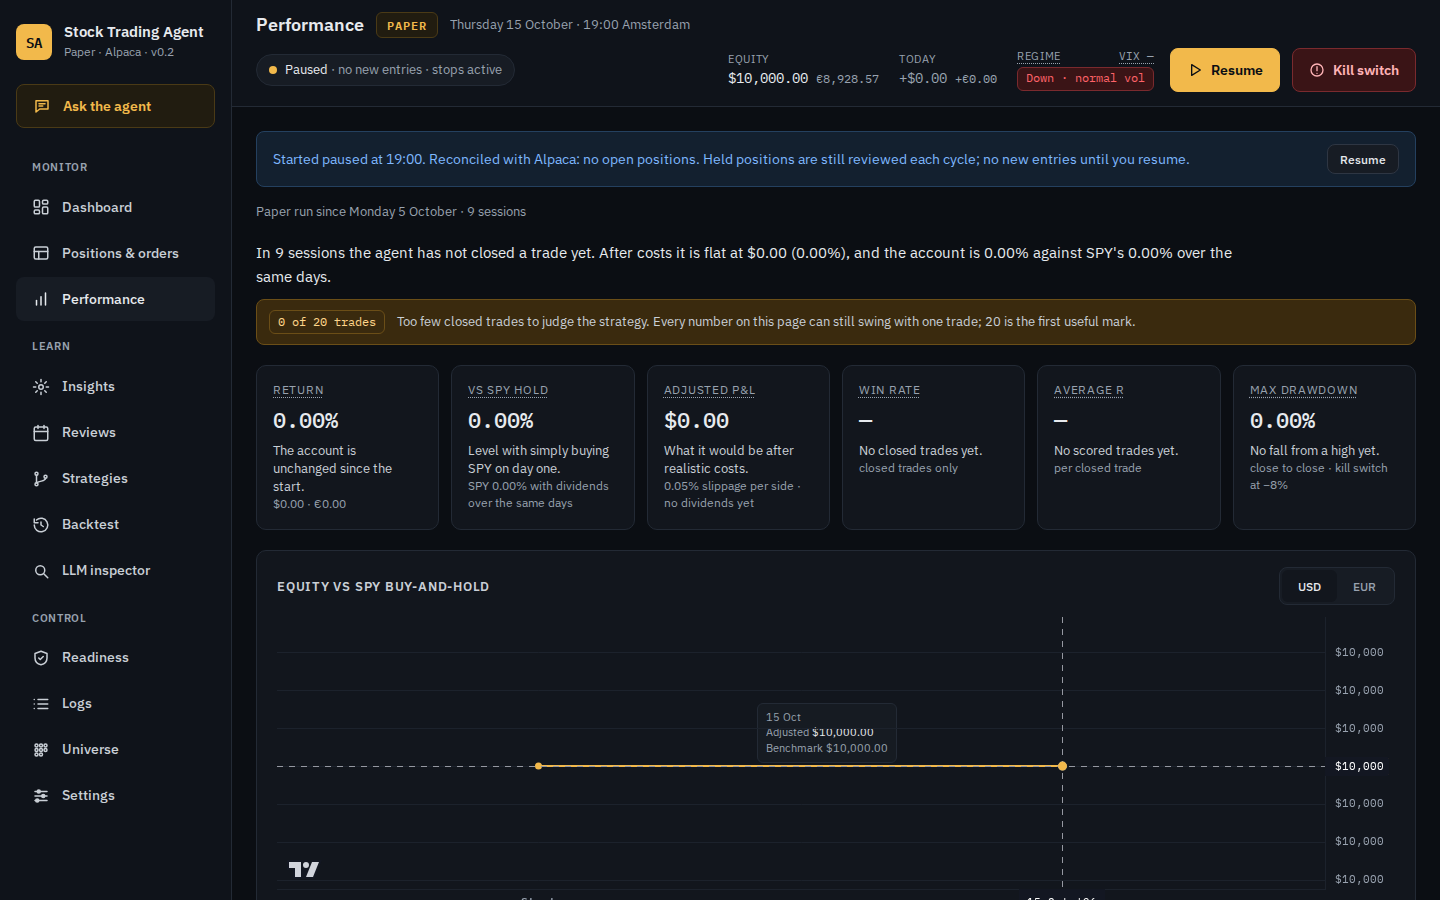 SA
Stock Trading Agent
Paper · Alpaca · v0.2
Ask the agent
MONITOR
Dashboard
Positions & orders
Performance
LEARN
Insights
Reviews
Strategies
Backtest
LLM inspector
CONTROL
Readiness
Logs
Universe
Settings
Performance
PAPER
Thursday 15 October · 19:00 Amsterdam
Paused · no new entries · stops active
EQUITY
$10,000.00 €8,928.57
TODAY
+$0.00 +€0.00
REGIME
VIX —
Down · normal vol
Resume
Kill switch
Started paused at 19:00. Reconciled with Alpaca: no open positions. Held positions are still reviewed each cycle; no new entries until you resume.
Resume
Paper run since Monday 5 October · 9 sessions
In 9 sessions the agent has not closed a trade yet. After costs it is flat at $0.00 (0.00%), and the account is 0.00% against SPY's 0.00% over the
same days.
0 of 20 trades
Too few closed trades to judge the strategy. Every number on this page can still swing with one trade; 20 is the first useful mark.
RETURN
0.00%
The account is
unchanged since the
start.
$0.00 · €0.00
VS SPY HOLD
0.00%
Level with simply buying
SPY on day one.
SPY 0.00% with dividends
over the same days
ADJUSTED P&L
$0.00
What it would be after
realistic costs.
0.05% slippage per side ·
no dividends yet
WIN RATE
—
No closed trades yet.
closed trades only
AVERAGE R
—
No scored trades yet.
per closed trade
MAX DRAWDOWN
0.00%
No fall from a high yet.
close to close · kill switch
at −8%
EQUITY VS SPY BUY-AND-HOLD
USD
EUR
$10,000
$10,000
$10,000
15 Oct
Adjusted $10,000.00
Benchmark $10,000.00
$10,000
$10,000
$10,000
$10,000